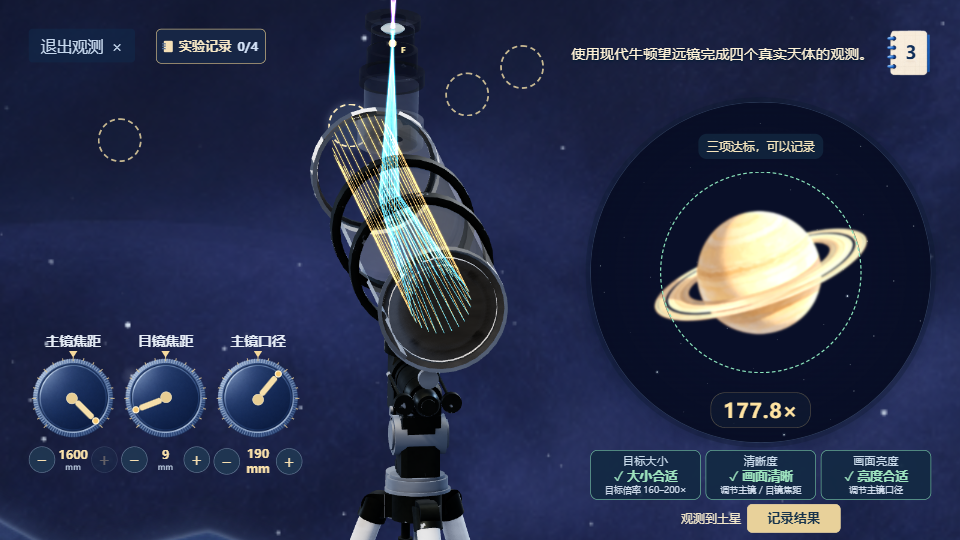 退出观测 ×
实验记录 0/4
F
使用现代牛顿望远镜完成四个真实天体的观测。
3
三项达标，可以记录
主镜焦距
目镜焦距
主镜口径
− 1600 mm +
− 9 mm +
− 190 mm +
177.8×
目标大小
✓ 大小合适
目标倍率 160–200×
清晰度
✓ 画面清晰
调节主镜 / 目镜焦距
画面亮度
✓ 亮度合适
调节主镜口径
观测到土星
记录结果